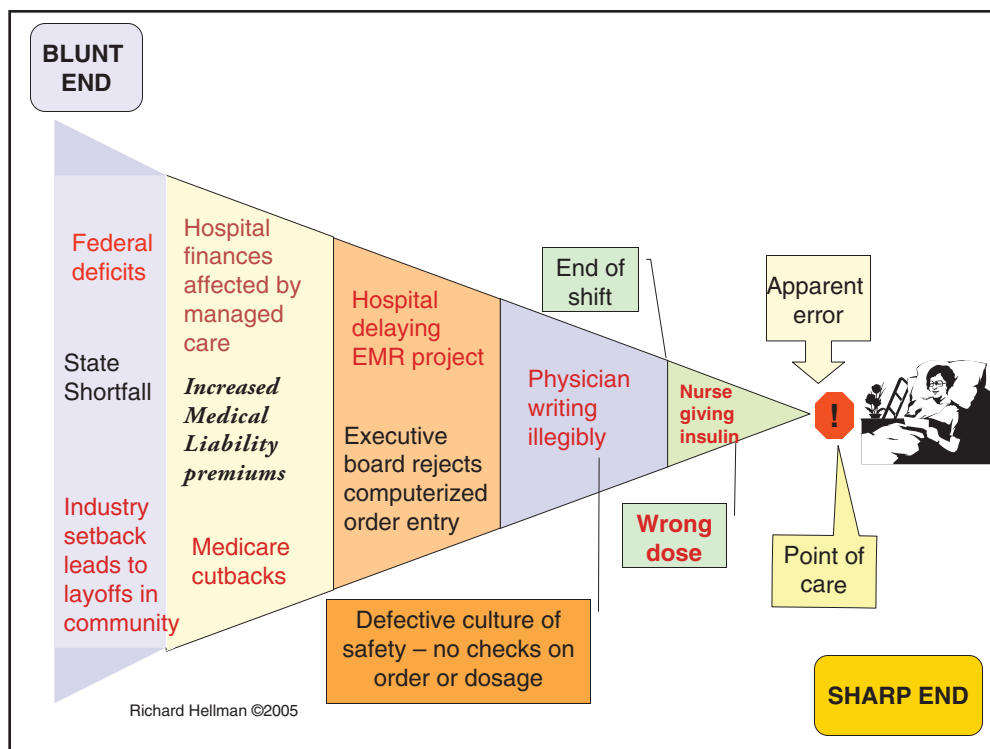 BLUNT
END
Federal
deficits
State
Shortfall
Industry
setback
leads to
layoffs in
community
Hospital
finances
affected by
managed
care
Increased
Medical
Liability
premiums
Medicare
cutbacks
Hospital
delaying
EMR project
Executive
board rejects
computerized
order entry
Physician
writing
illegibly
Defective culture of
safety – no checks on
order or dosage
End of
shift
Nurse
giving
insulin
Wrong
dose
Apparent
error
!
Point of
care
SHARP END
Richard Hellman ©2005